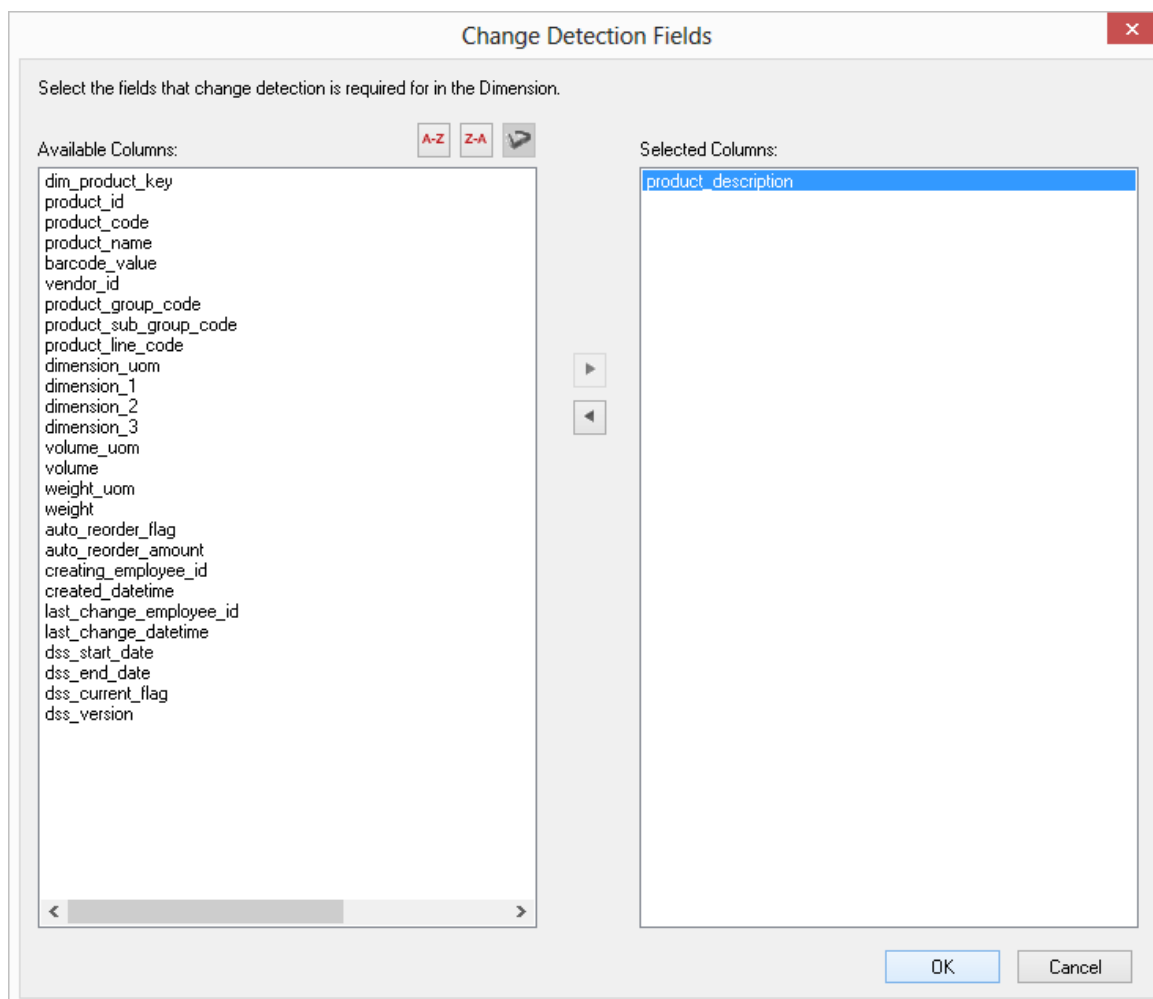 Change Detection Fields
Select the fields that change detection is required for in the Dimension.
Available Columns:
A-Z
Z-A
Selected Columns:
dim_product_key
product_id
product_code
product_name
barcode_value
vendor_id
product_group_code
product_sub_group_code
product_line_code
dimension_uom
dimension_1
dimension_2
dimension_3
volume_uom
volume
weight_uom
weight
auto_reorder_flag
auto_reorder_amount
creating_employee_id
created_datetime
last_change_employee_id
last_change_datetime
dss_start_date
dss_end_date
dss_current_flag
dss_version
product_description
OK
Cancel